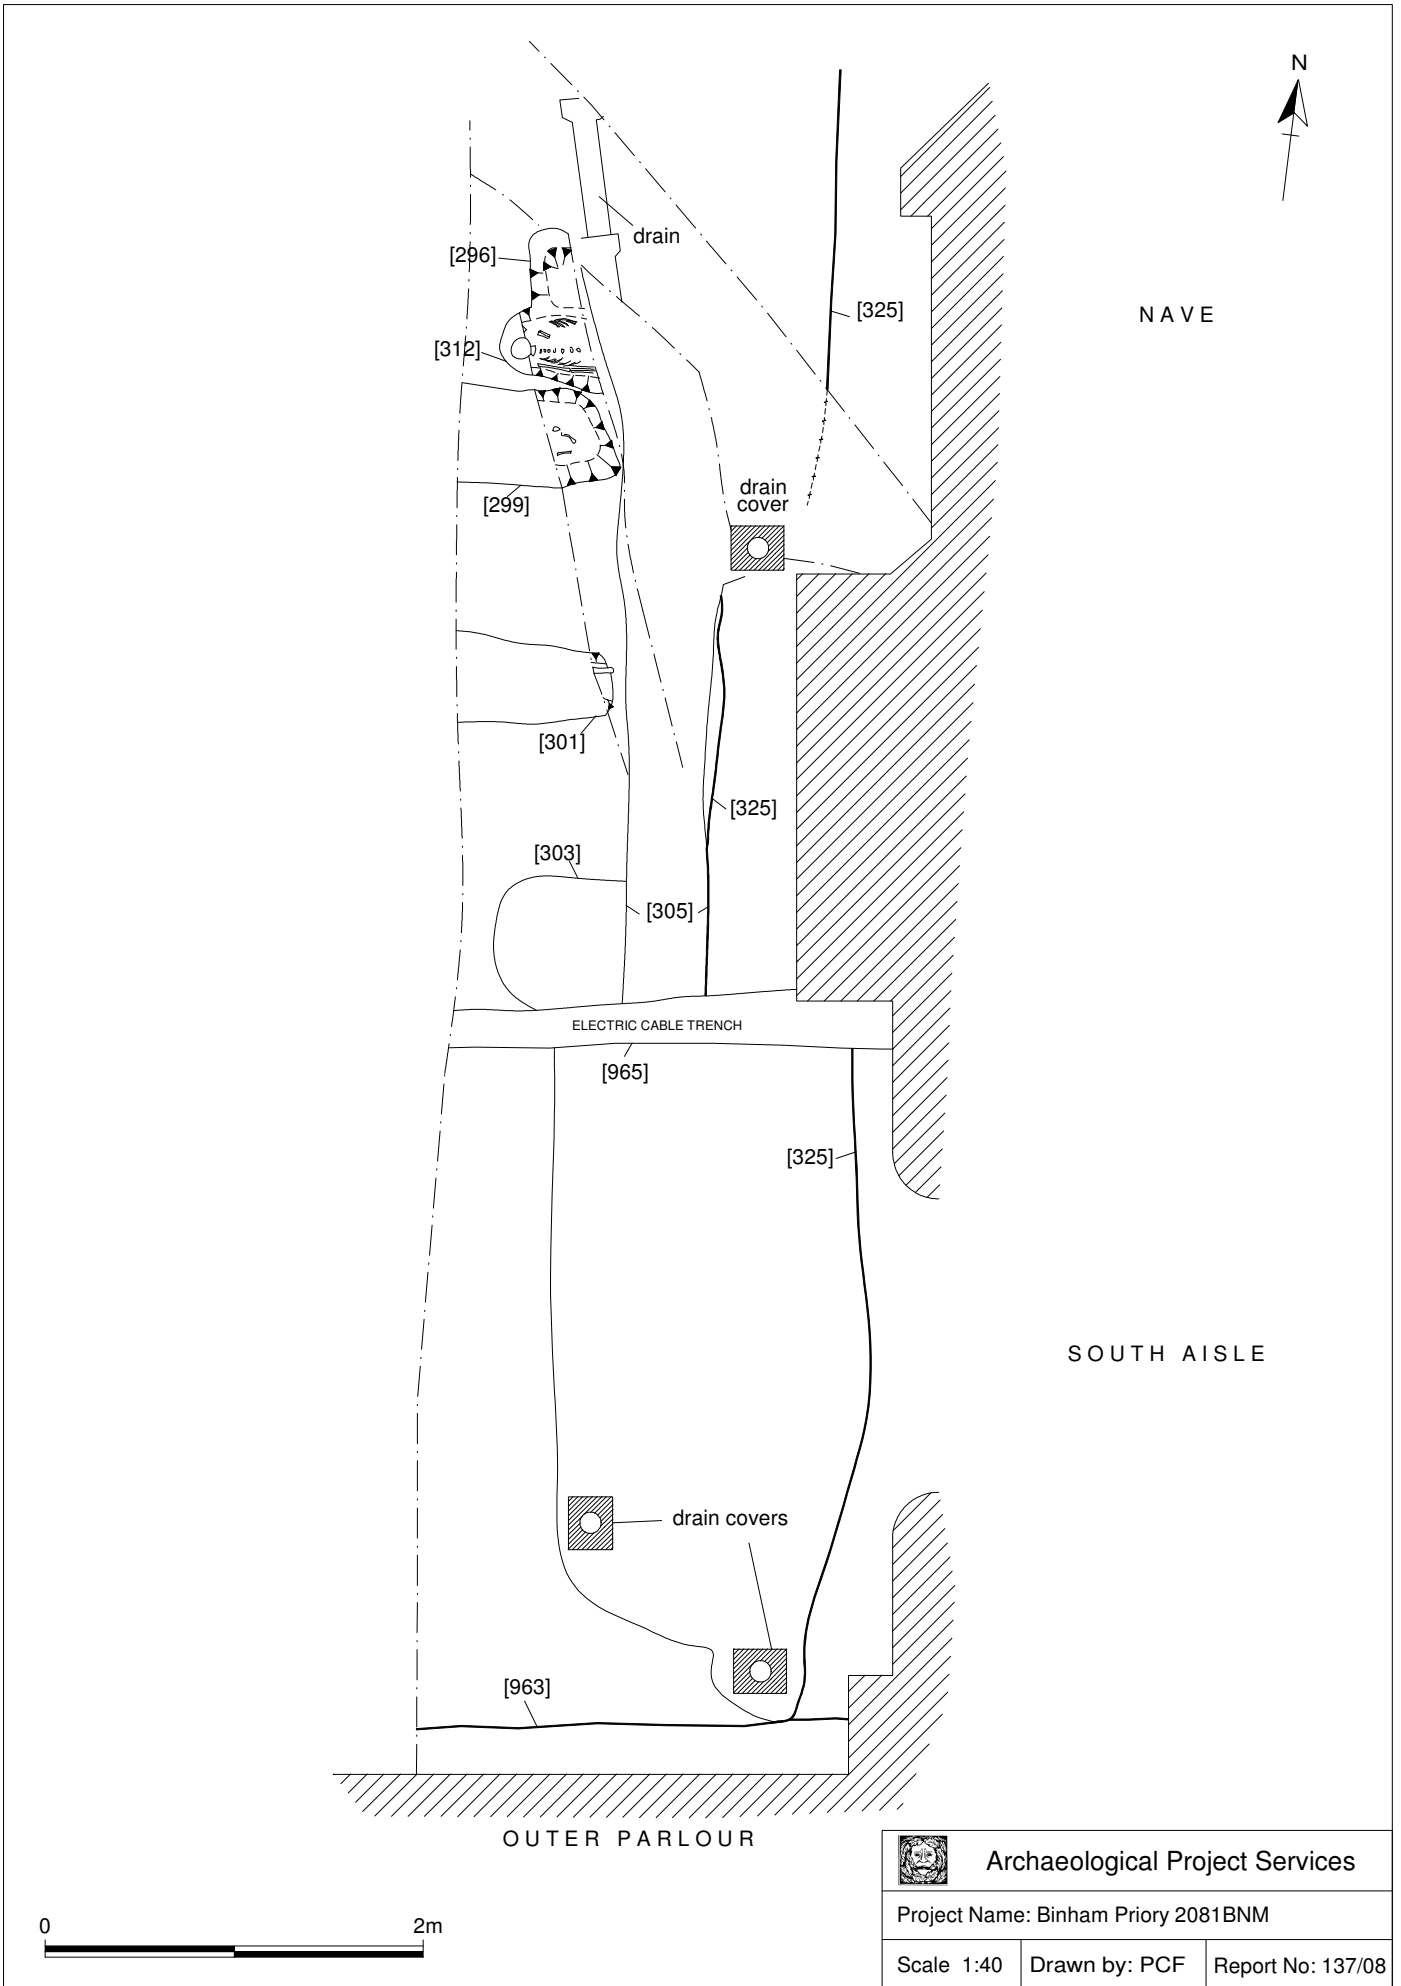 N
drain
[296]
NAVE
[325]
[312]
drain
cover
[299]
[301]
[325]
[303]
[305]
ELECTRIC CABLE TRENCH
[965]
[325]
SOUTH AISLE
drain covers
[963]
OUTER PARLOUR
Archaeological Project Services
Project Name: Binham Priory 2081BNM
0 2m
Scale 1:40 Drawn by: PCF Report No: 137/08